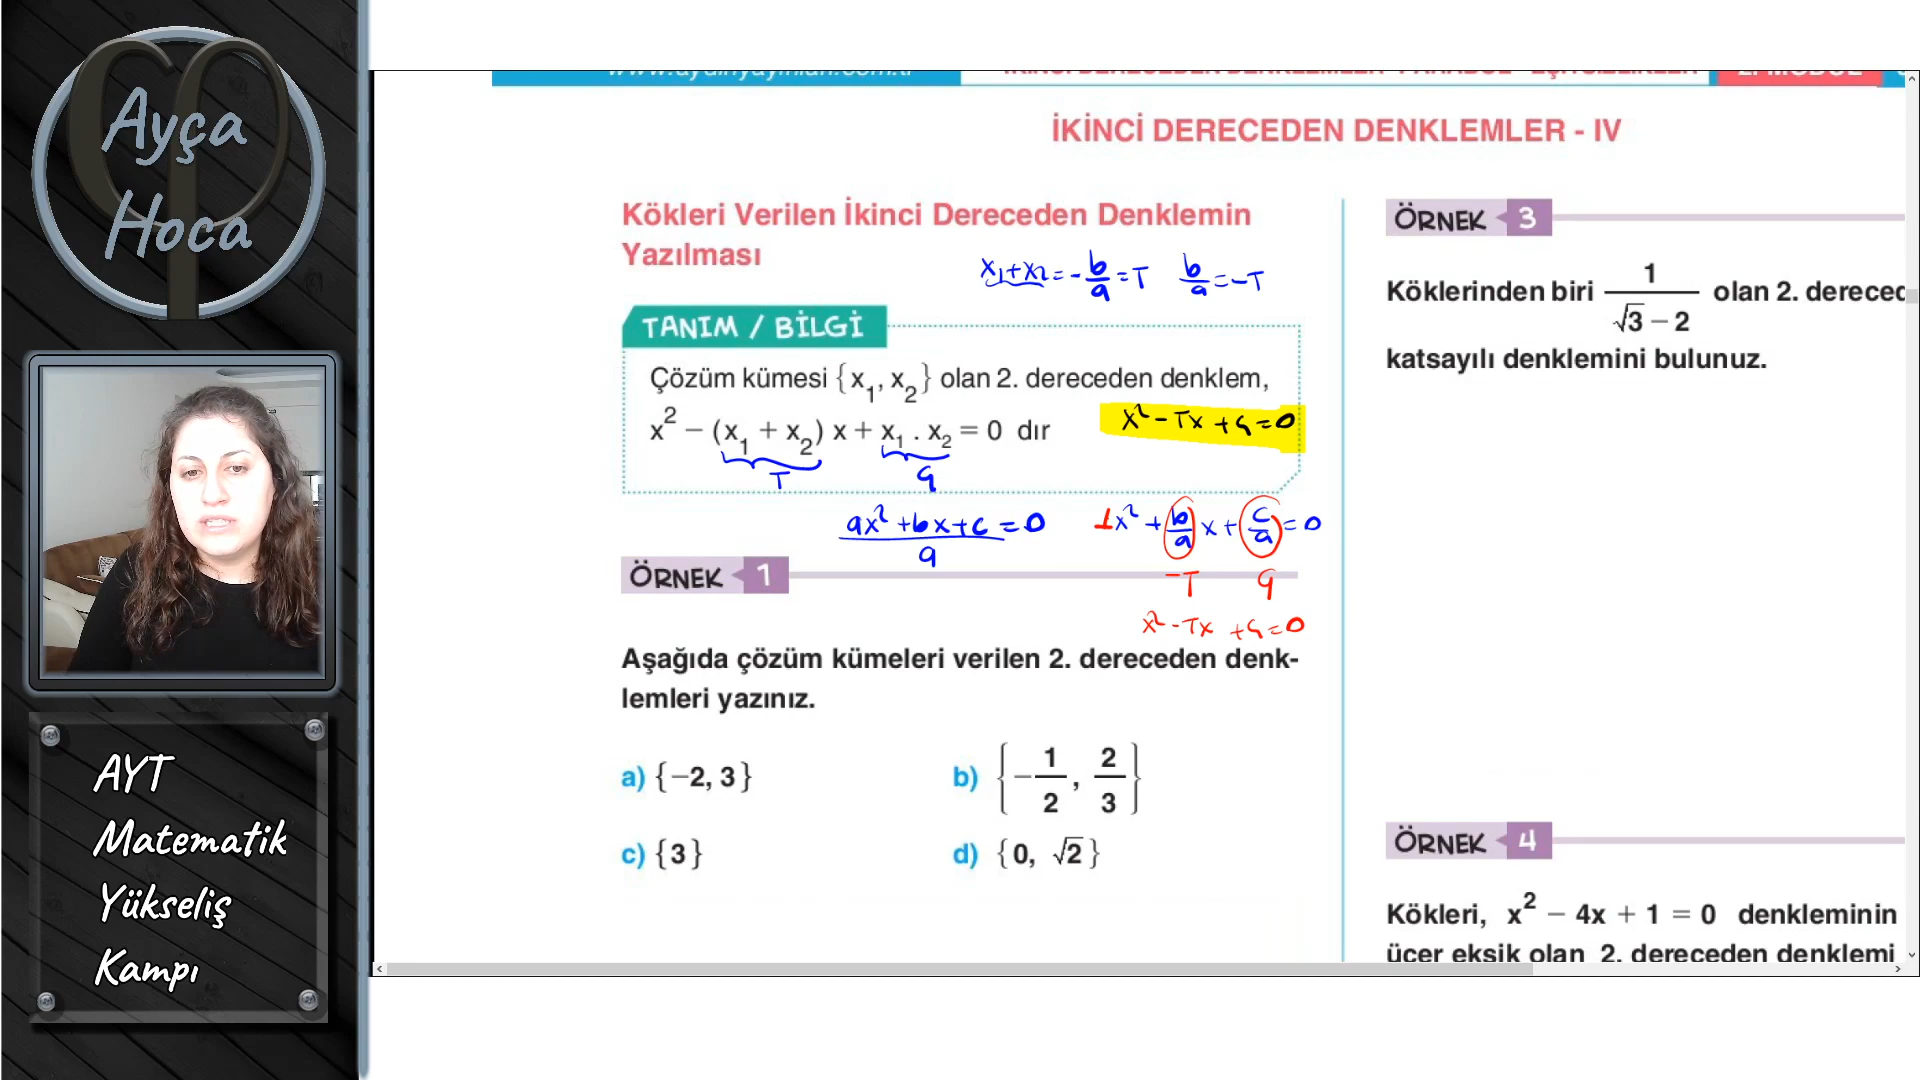 Ayça
Hoca
AYT
Matematik
Yükseliş
Kampı
İKİNCİ DERECEDEN DENKLEMLER - IV
Kökleri Verilen İkinci Dereceden Denklemin
Yazılması
x₁+x₂ = -b/a = T b/a = -T
TANIM / BİLGİ
Çözüm kümesi {x₁, x₂} olan 2. dereceden denklem,
x² − (x₁ + x₂) x + x₁ . x₂ = 0 dır
x² - Tx + Ç = 0
T Ç
ax² + bx + c = 0
a
1x² + b/a x + c/a = 0
-T Ç
x² - Tx + Ç = 0
ÖRNEK 1
Aşağıda çözüm kümeleri verilen 2. dereceden denk-
lemleri yazınız.
a) {−2, 3} b) {−1/2, 2/3}
c) {3} d) {0, √2}
ÖRNEK 3
Köklerinden biri 1/(√3 − 2) olan 2. derece
katsayılı denklemini bulunuz.
ÖRNEK 4
Kökleri, x² − 4x + 1 = 0 denkleminin
üçer eksik olan 2. dereceden denklemi